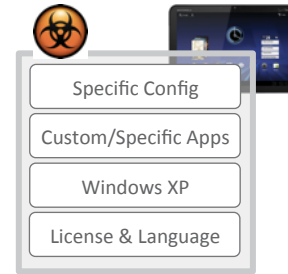 Specific Config
Custom/Specific Apps
Windows XP
License & Language